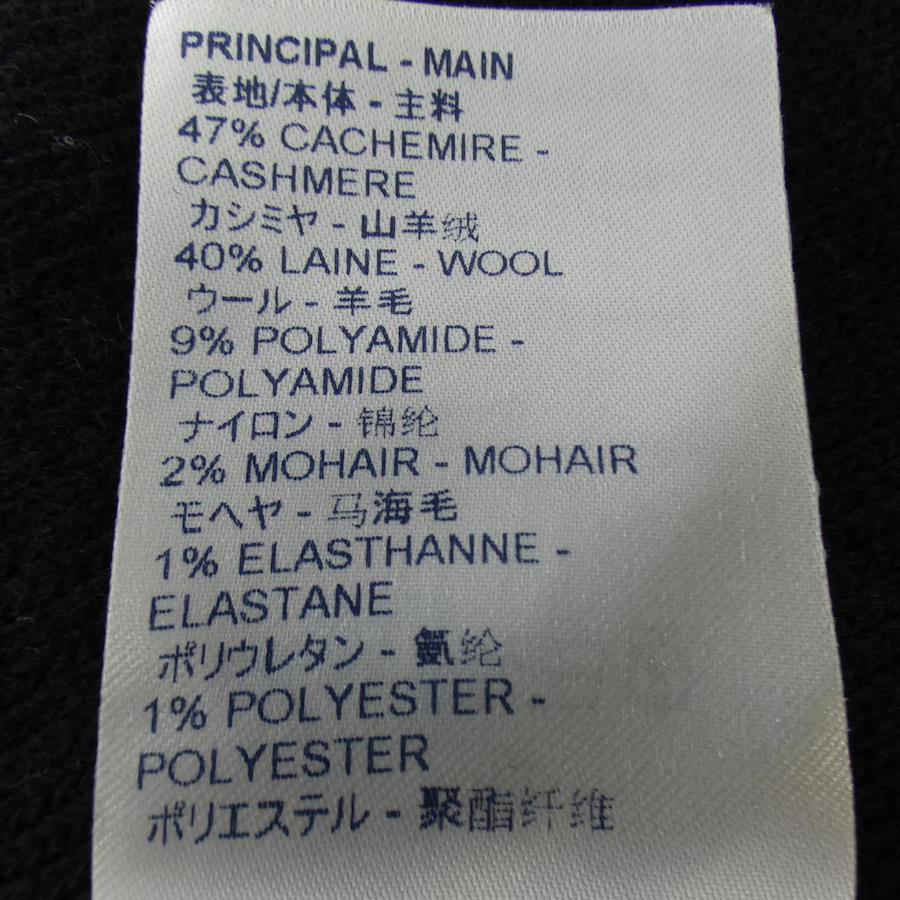 PRINCIPAL - MAIN
表地/本体 - 主料
47% CACHEMIRE -
CASHMERE
カシミヤ - 山羊绒
40% LAINE - WOOL
ウール - 羊毛
9% POLYAMIDE -
POLYAMIDE
ナイロン - 锦纶
2% MOHAIR - MOHAIR
モヘヤ - 马海毛
1% ELASTHANNE -
ELASTANE
ポリウレタン - 氨纶
1% POLYESTER -
POLYESTER
ポリエステル - 聚酯纤维